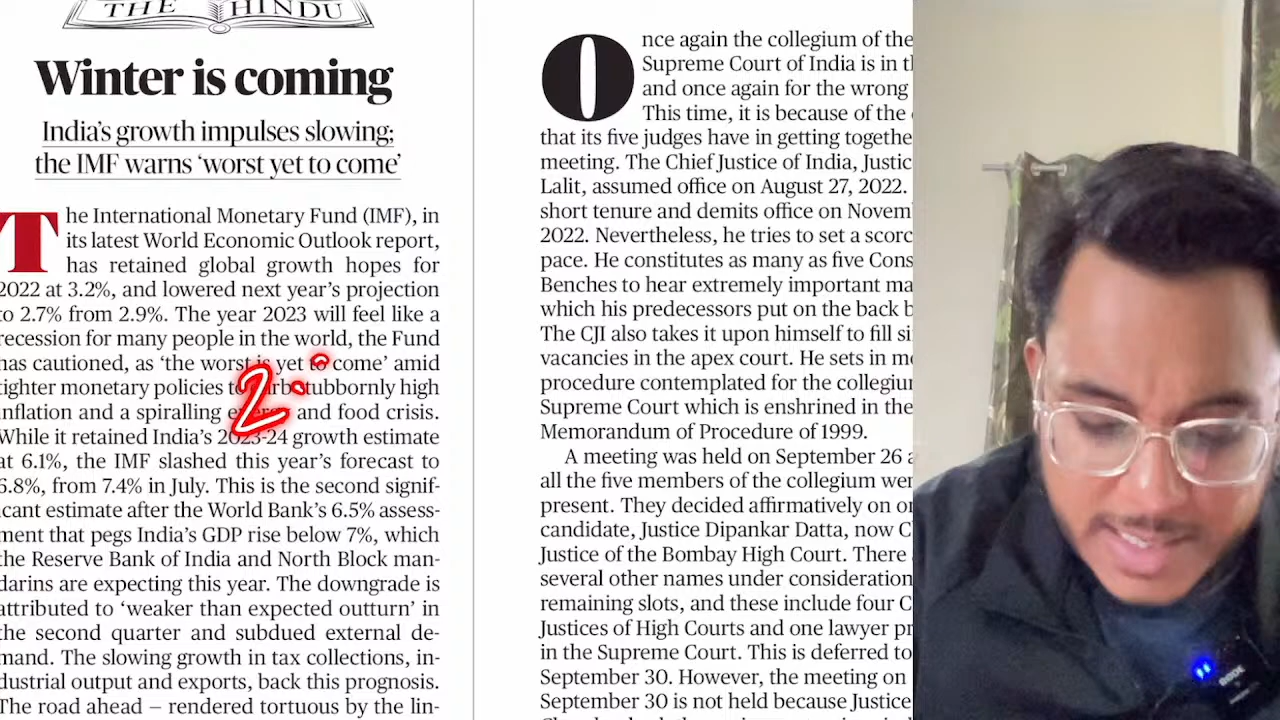 THE HINDU
Winter is coming
India's growth impulses slowing;
the IMF warns 'worst yet to come'
The International Monetary Fund (IMF), in
its latest World Economic Outlook report,
has retained global growth hopes for
2022 at 3.2%, and lowered next year's projection
to 2.7% from 2.9%. The year 2023 will feel like a
recession for many people in the world, the Fund
has cautioned, as 'the worst is yet to come' amid
tighter monetary policies to curb stubbornly high
inflation and a spiralling energy and food crisis.
While it retained India's 2023-24 growth estimate
at 6.1%, the IMF slashed this year's forecast to
6.8%, from 7.4% in July. This is the second signif-
icant estimate after the World Bank's 6.5% assess-
ment that pegs India's GDP rise below 7%, which
the Reserve Bank of India and North Block man-
darins are expecting this year. The downgrade is
attributed to 'weaker than expected outturn' in
the second quarter and subdued external de-
mand. The slowing growth in tax collections, in-
dustrial output and exports, back this prognosis.
The road ahead – rendered tortuous by the lin-
2
Once again the collegium of the
Supreme Court of India is in
and once again for the wrong
This time, it is because of the
that its five judges have in getting togethe
meeting. The Chief Justice of India, Justic
Lalit, assumed office on August 27, 2022.
short tenure and demits office on Novem
2022. Nevertheless, he tries to set a scorc
pace. He constitutes as many as five Cons
Benches to hear extremely important ma
which his predecessors put on the back b
The CJI also takes it upon himself to fill si
vacancies in the apex court. He sets in mo
procedure contemplated for the collegiu
Supreme Court which is enshrined in the
Memorandum of Procedure of 1999.
A meeting was held on September 26
all the five members of the collegium wer
present. They decided affirmatively on o
candidate, Justice Dipankar Datta, now C
Justice of the Bombay High Court. There
several other names under consideration
remaining slots, and these include four C
Justices of High Courts and one lawyer pr
in the Supreme Court. This is deferred to
September 30. However, the meeting on
September 30 is not held because Justice